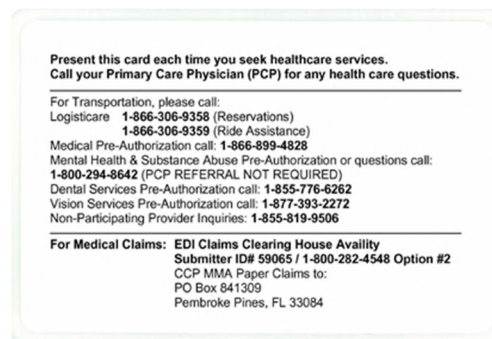 Present this card each time you seek healthcare services.
Call your Primary Care Physician (PCP) for any health care questions.
For Transportation, please call:
Logisticare 1-866-306-9358 (Reservations)
1-866-306-9359 (Ride Assistance)
Medical Pre-Authorization call: 1-866-899-4828
Mental Health & Substance Abuse Pre-Authorization or questions call:
1-800-294-8642 (PCP REFERRAL NOT REQUIRED)
Dental Services Pre-Authorization call: 1-855-776-6262
Vision Services Pre-Authorization call: 1-877-393-2272
Non-Participating Provider Inquiries: 1-855-819-9506
For Medical Claims: EDI Claims Clearing House Availity
Submitter ID# 59065 / 1-800-282-4548 Option #2
CCP MMA Paper Claims to:
PO Box 841309
Pembroke Pines, FL 33084